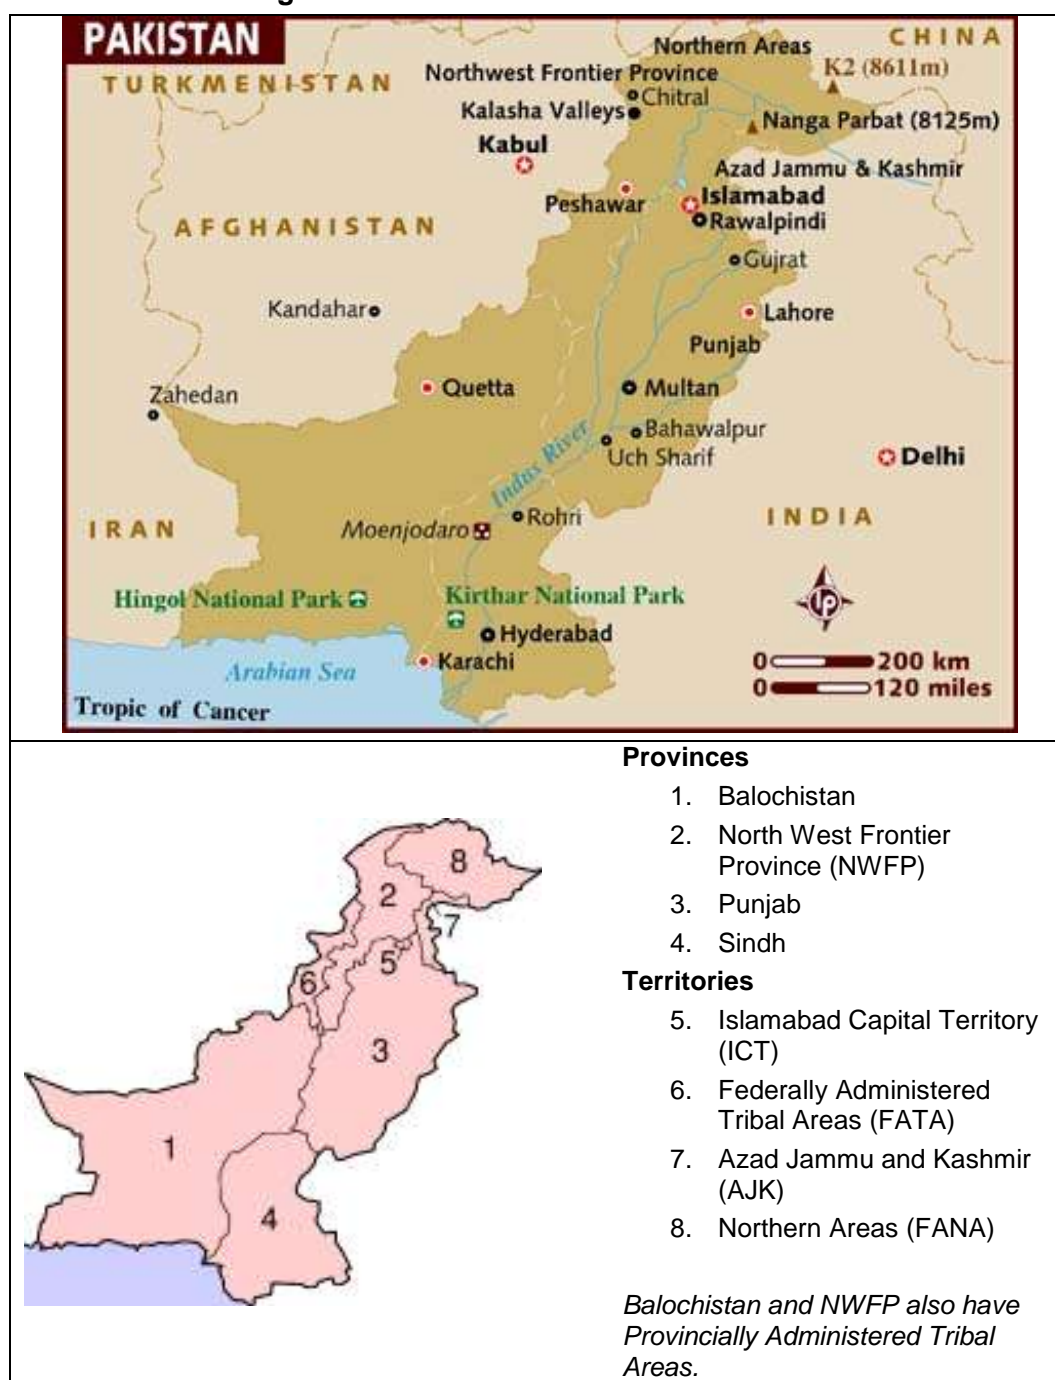 PAKISTAN
Northern Areas
CHINA
TURKMENISTAN
Northwest Frontier Province
K2 (8611m)
Chitral
Kalasha Valleys
Nanga Parbat (8125m)
Kabul
Azad Jammu & Kashmir
Islamabad
Peshawar
Rawalpindi
AFGHANISTAN
Gujrat
Kandahar
Lahore
Punjab
Zahedan
Quetta
Multan
Bahawalpur
Indus River
Uch Sharif
Delhi
IRAN
Moenjodaro
Rohri
INDIA
Hingol National Park
Kirthar National Park
lp
Hyderabad
Arabian Sea
Karachi
0 200 km
0 120 miles
Tropic of Cancer
Provinces
1. Balochistan
2. North West Frontier
Province (NWFP)
3. Punjab
4. Sindh
Territories
5. Islamabad Capital Territory
(ICT)
6. Federally Administered
Tribal Areas (FATA)
7. Azad Jammu and Kashmir
(AJK)
8. Northern Areas (FANA)
Balochistan and NWFP also have
Provincially Administered Tribal
Areas.
8
2
7
5
6
3
1
4